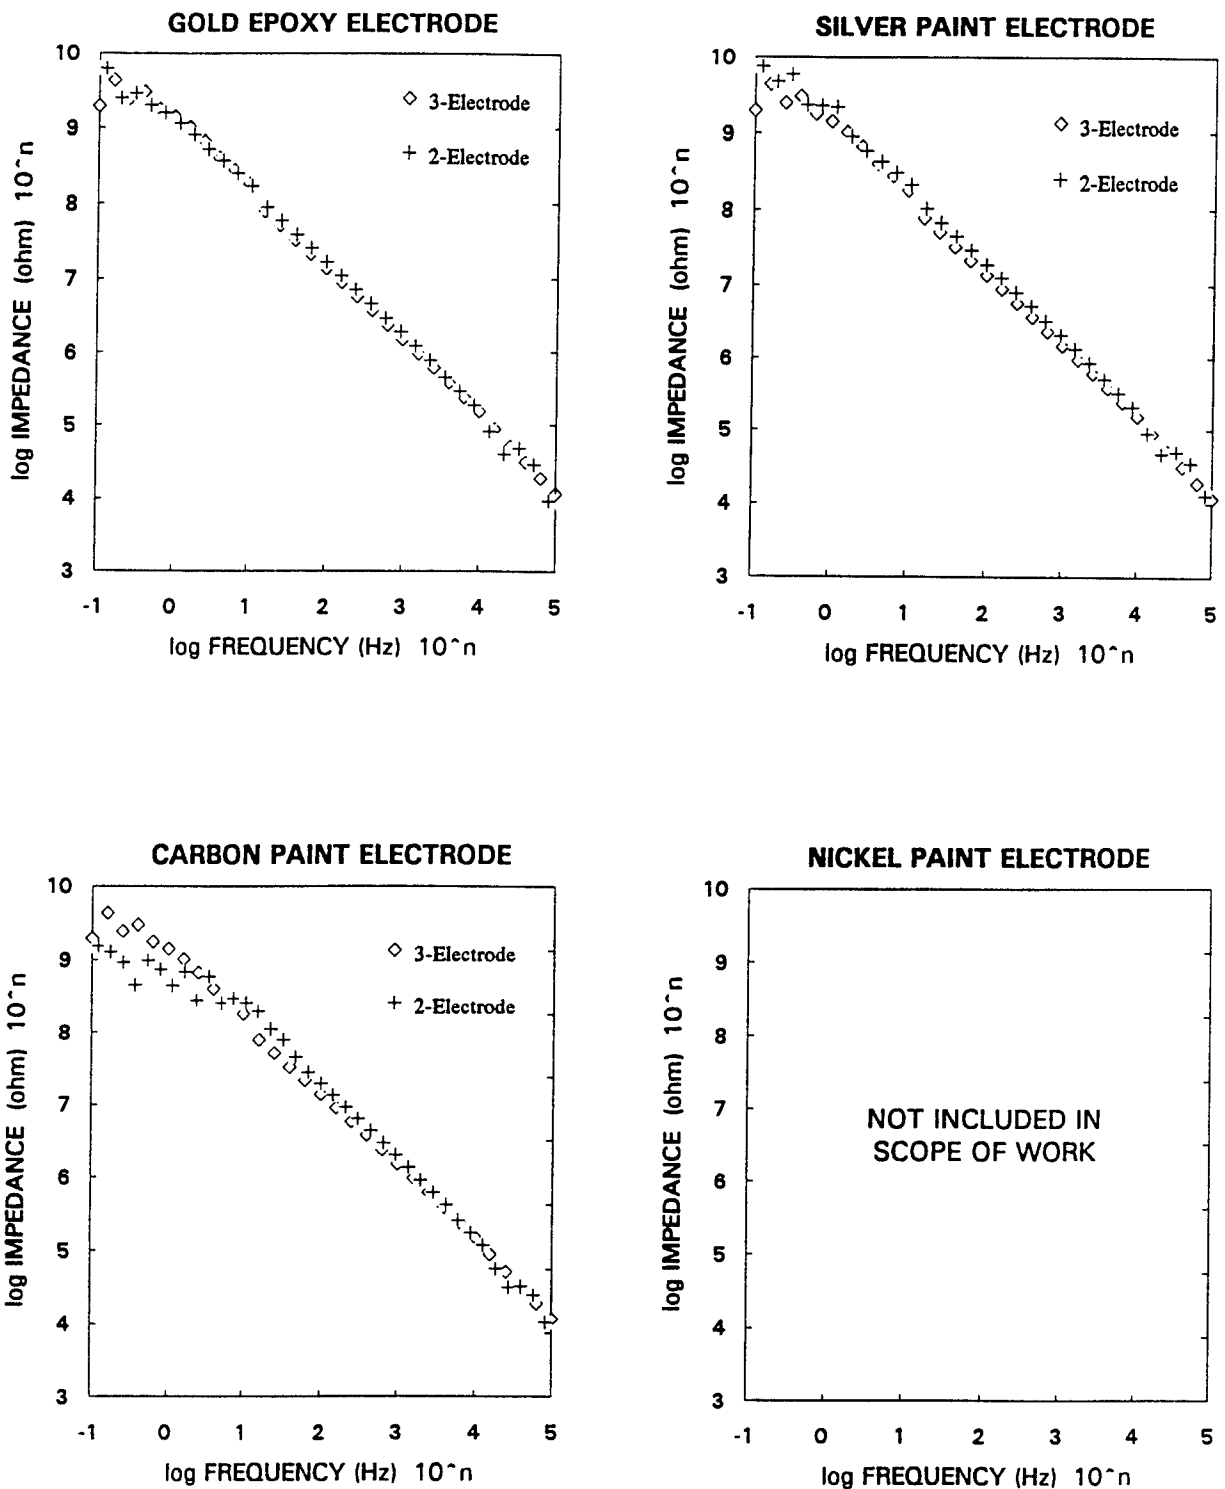 GOLD EPOXY ELECTRODE
10
9
8
7
6
5
4
3
-1 0 1 2 3 4 5
log IMPEDANCE (ohm) 10^n
log FREQUENCY (Hz) 10^n
◇ 3-Electrode
+ 2-Electrode
SILVER PAINT ELECTRODE
10
9
8
7
6
5
4
3
-1 0 1 2 3 4 5
log IMPEDANCE (ohm) 10^n
log FREQUENCY (Hz) 10^n
◇ 3-Electrode
+ 2-Electrode
CARBON PAINT ELECTRODE
10
9
8
7
6
5
4
3
-1 0 1 2 3 4 5
log IMPEDANCE (ohm) 10^n
log FREQUENCY (Hz) 10^n
◇ 3-Electrode
+ 2-Electrode
NICKEL PAINT ELECTRODE
10
9
8
7
6
5
4
3
-1 0 1 2 3 4 5
log IMPEDANCE (ohm) 10^n
log FREQUENCY (Hz) 10^n
NOT INCLUDED IN
SCOPE OF WORK